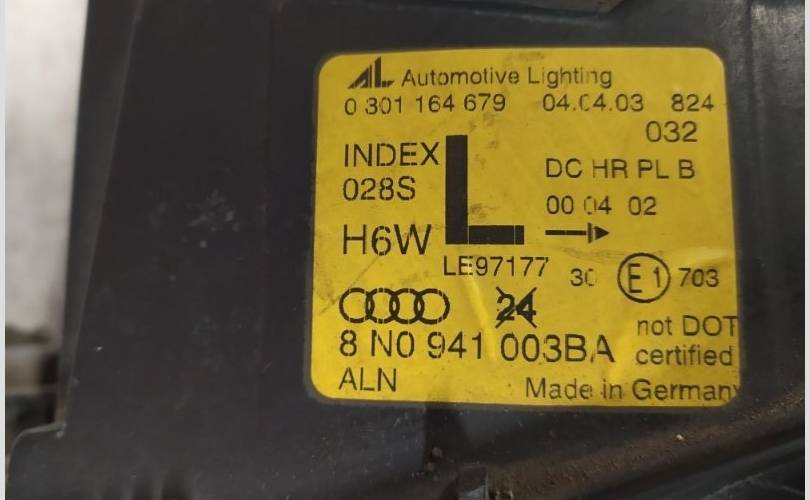 AL Automotive Lighting
0 301 164 679 04.04.03 824
032
INDEX
028S
L
DC HR PL B
00 04 02
H6W
LE97177 30 E1 703
24
8 N0 941 003BA
not DOT
certified
ALN
Made in Germany